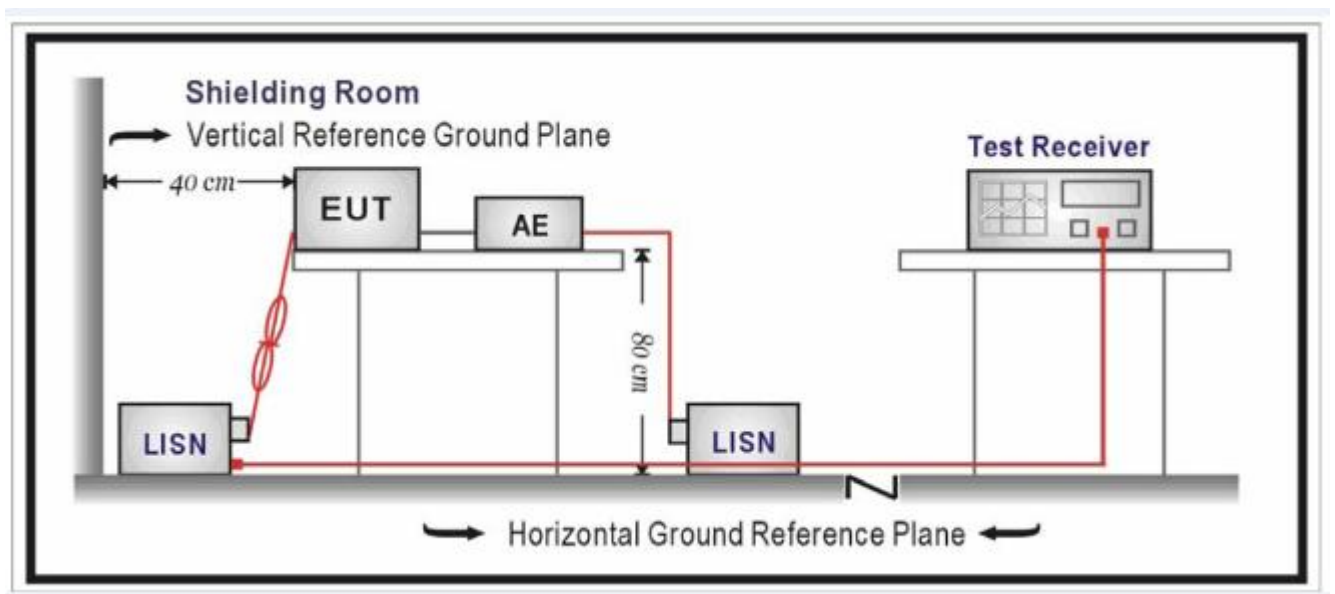 Shielding Room
Vertical Reference Ground Plane
40 cm
EUT
AE
Test Receiver
80 cm
LISN
LISN
Horizontal Ground Reference Plane